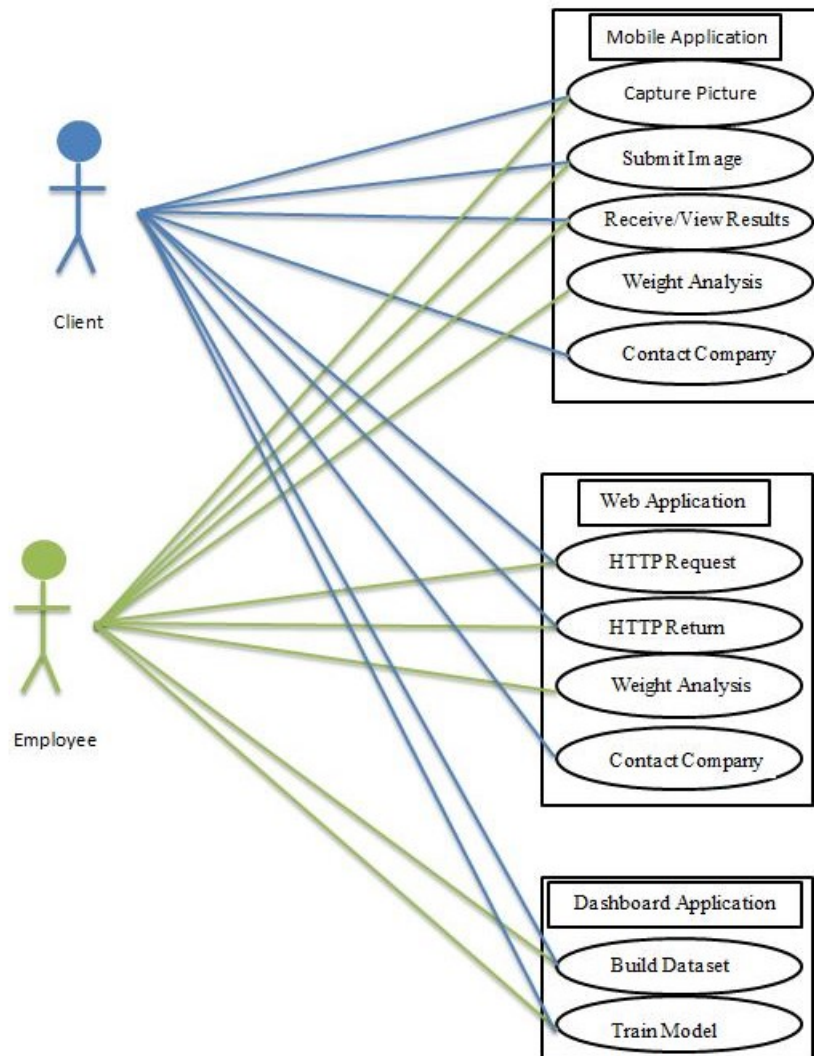 Mobile Application
Capture Picture
Submit Image
Receive/View Results
Weight Analysis
Contact Company
Client
Web Application
HTTP Request
HTTP Return
Weight Analysis
Contact Company
Employee
Dashboard Application
Build Dataset
Train Model